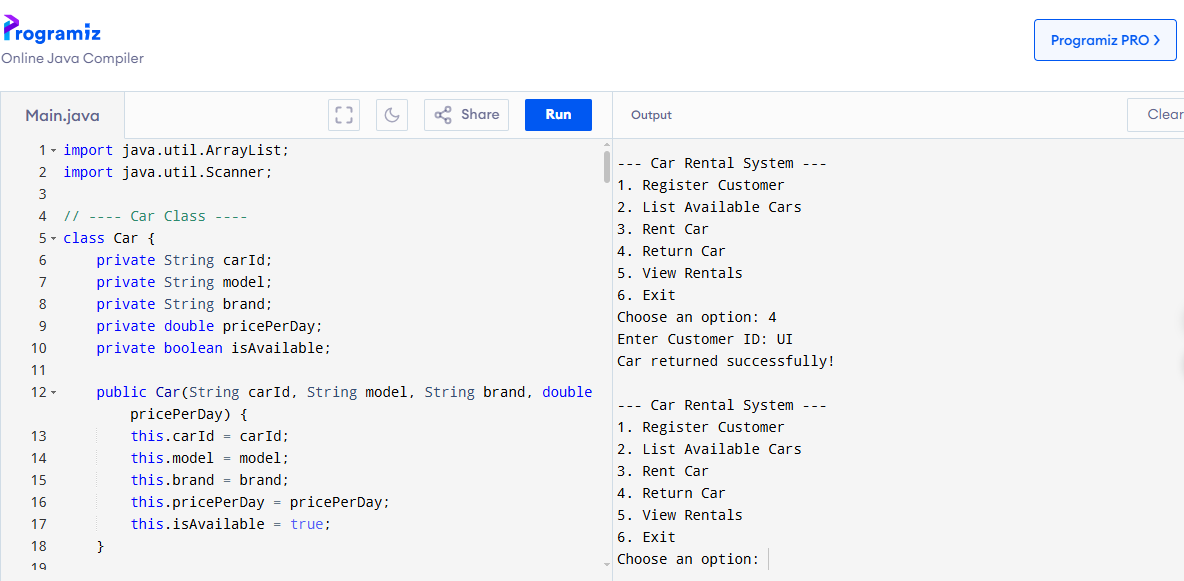 Programiz
Online Java Compiler
Programiz PRO >
Main.java
Share
Run
Output
Clear
1 import java.util.ArrayList;
2 import java.util.Scanner;
3
4 // ---- Car Class ----
5 class Car {
6 private String carId;
7 private String model;
8 private String brand;
9 private double pricePerDay;
10 private boolean isAvailable;
11
12 public Car(String carId, String model, String brand, double
pricePerDay) {
13 this.carId = carId;
14 this.model = model;
15 this.brand = brand;
16 this.pricePerDay = pricePerDay;
17 this.isAvailable = true;
18 }
19
--- Car Rental System ---
1. Register Customer
2. List Available Cars
3. Rent Car
4. Return Car
5. View Rentals
6. Exit
Choose an option: 4
Enter Customer ID: UI
Car returned successfully!
--- Car Rental System ---
1. Register Customer
2. List Available Cars
3. Rent Car
4. Return Car
5. View Rentals
6. Exit
Choose an option: